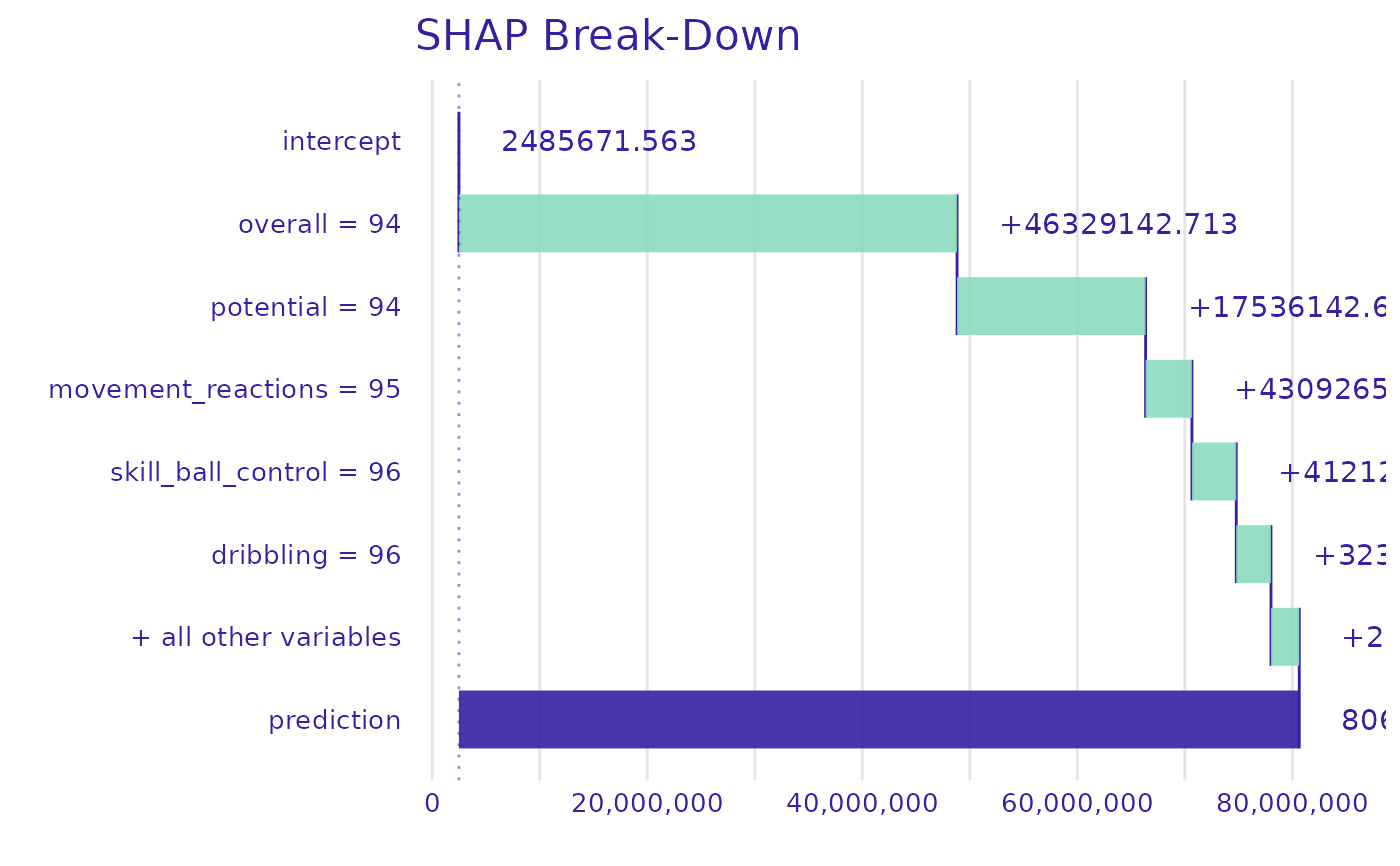 SHAP Break-Down
intercept 2485671.563
overall = 94 +46329142.713
potential = 94 +17536142.6
movement_reactions = 95 +4309265
skill_ball_control = 96 +41212
dribbling = 96 +323
+ all other variables +2
prediction 806
0 20,000,000 40,000,000 60,000,000 80,000,000